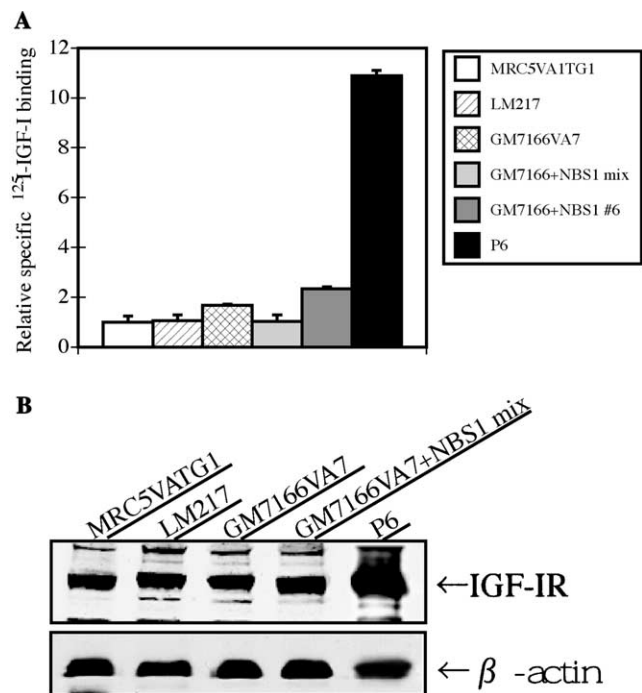 A
Relative specific ¹²⁵I-IGF-I binding
12
10
8
6
4
2
0
MRC5VA1TG1
LM217
GM7166VA7
GM7166+NBS1 mix
GM7166+NBS1 #6
P6
B
MRC5VATG1
LM217
GM7166VA7
GM7166VA7+NBS1 mix
P6
←IGF-IR
←β -actin